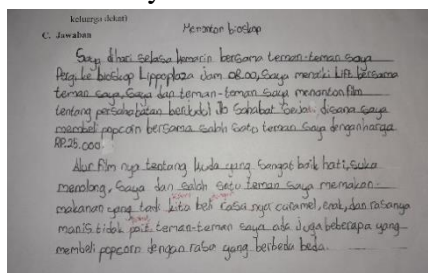 keluarga dekat)
C. Jawaban
Menonton bioskop
Saya dihari selasa kemarin bersama teman-teman saya
Pergi ke bioskop Lippoplaza Jam 08.00, Saya menaiki lift bersama
teman saya, Saya dan teman-teman saya menonton film
tentang persahabatan berjudul Sahabat Sejati disana saya
membeli popcorn bersama salah satu teman saya dengan harga
RP.25.000
Alur film nya tentang kuda yang sangat baik hati, suka
menolong, Saya dan salah satu teman saya memakan
makanan yang tadi kita beli rasa nya caramel, enak, dan rasanya
manis tidak pait teman-teman saya ada juga beberapa yang
membeli popcorn dengan rasa yang berbeda beda.